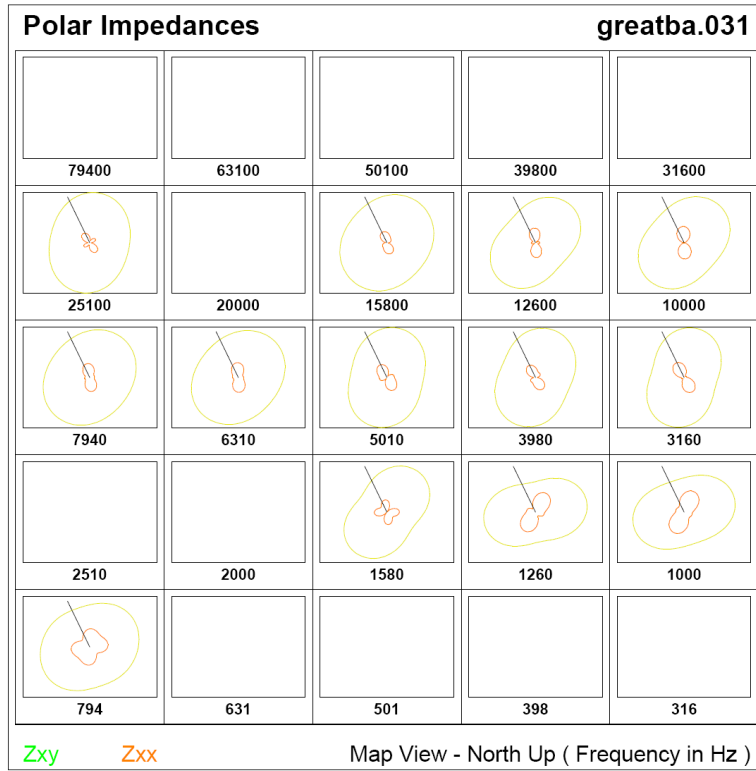 Polar Impedances greatba.031
79400 63100 50100 39800 31600
25100 20000 15800 12600 10000
7940 6310 5010 3980 3160
2510 2000 1580 1260 1000
794 631 501 398 316
Zxy Zxx Map View - North Up ( Frequency in Hz )